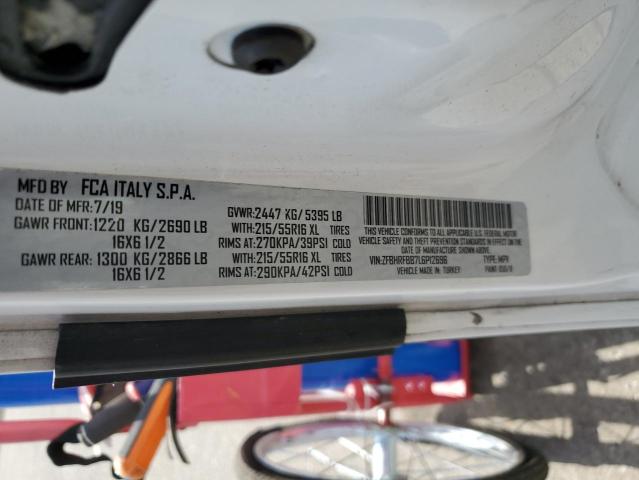 MFD BY FCA ITALY S.P.A.
DATE OF MFR: 7/19 GVWR: 2447 KG/ 5395 LB
GAWR FRONT: 1220 KG/2690 LB WITH: 215/55R16 XL TIRES
16X6 1/2 RIMS AT: 270KPA/39PSI COLD
GAWR REAR: 1300 KG/2866 LB WITH: 215/55R16 XL TIRES
16X6 1/2 RIMS AT: 290KPA/42PSI COLD
THIS VEHICLE CONFORMS TO ALL APPLICABLE U.S. FEDERAL MOTOR
VEHICLE SAFETY AND THEFT PREVENTION STANDARDS IN EFFECT ON THE
DATE OF MANUFACTURE SHOWN ABOVE.
VIN: ZFBHRFBB7L6P12696 TYPE: MPV
VEHICLE MADE IN: TURKEY PAINT: